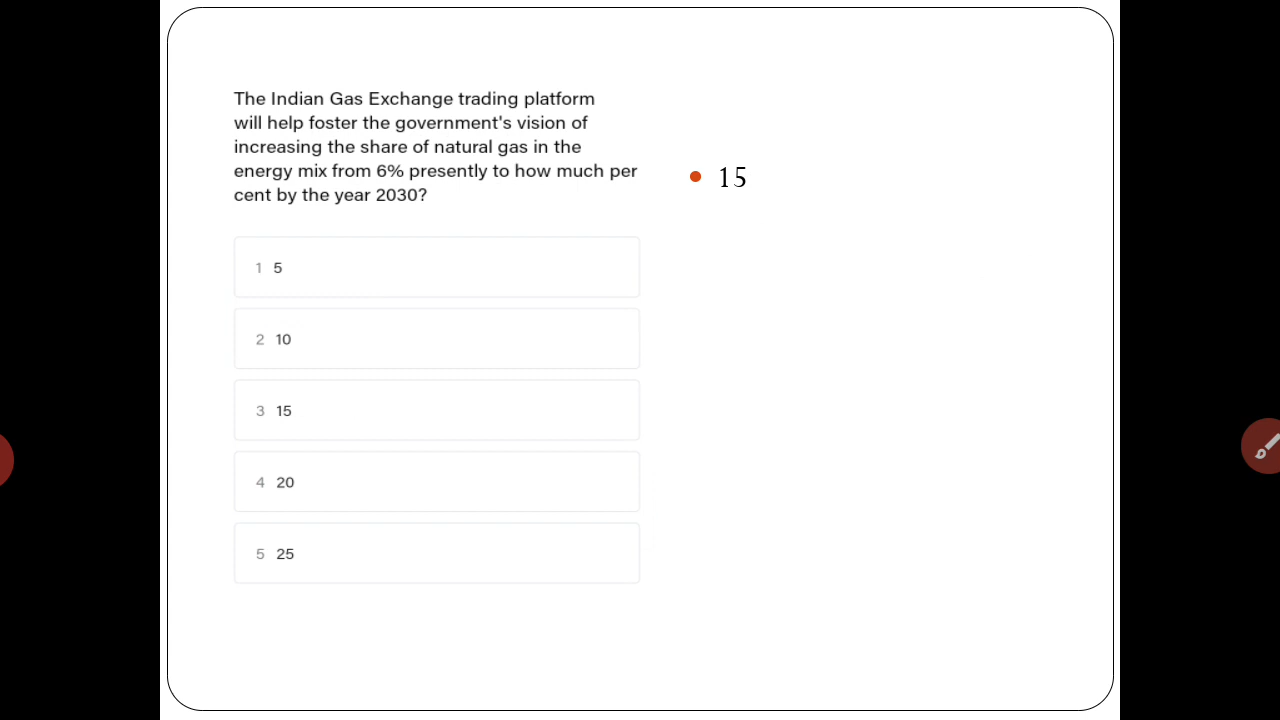 The Indian Gas Exchange trading platform
will help foster the government's vision of
increasing the share of natural gas in the
energy mix from 6% presently to how much per
cent by the year 2030?
• 15
1 5
2 10
3 15
4 20
5 25